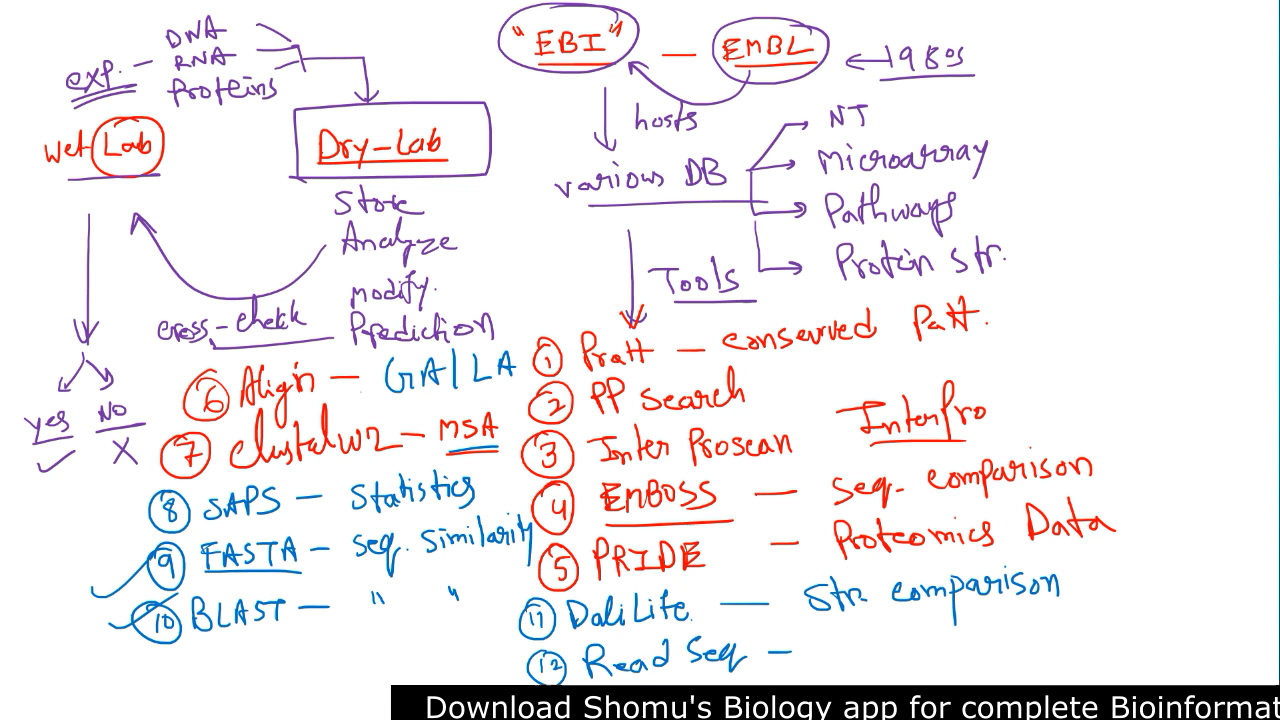 exp. - DNA
RNA
Proteins
wet Lab
Dry-Lab
Store
Analyze
modify.
Prediction
cross-check
yes NO
✓ X
"EBI" — EMBL ← 1980s
hosts
various DB
NT
Microarray
Pathways
Protein str.
Tools
① Pratt — conserved Patt.
② PP search
③ Inter Proscan InterPro
④ EMBOSS — Seq. comparison
⑤ PRIDE — Proteomics Data
⑥ Align — GA/LA
⑦ ClustalW2 — MSA
⑧ SAPS — Statistics
⑨ FASTA — seq. similarity
⑩ BLAST — " "
⑪ DaliLite — Str. comparison
⑫ Read Seq —
Download Shomu's Biology app for complete Bioinformat